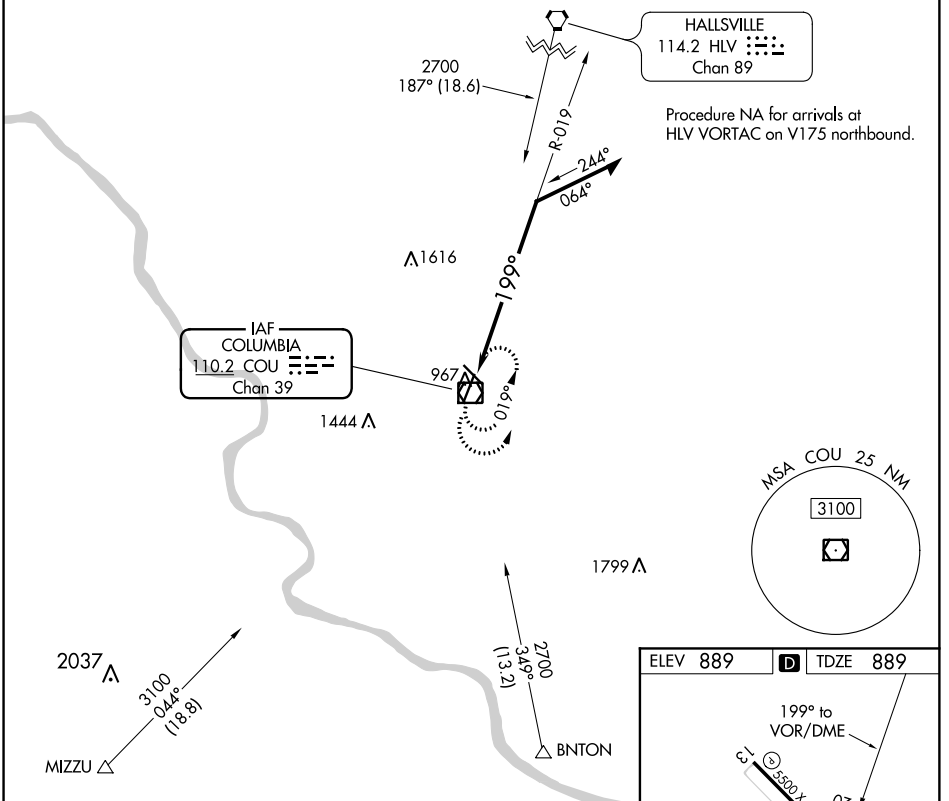 HALLSVILLE
114.2 HLV
Chan 89
2700
187° (18.6)
Procedure NA for arrivals at
HLV VORTAC on V175 northbound.
R-019
244°
064°
1616
199°
IAF
COLUMBIA
110.2 COU
Chan 39
967
019°
1444
MSA COU 25 NM
3100
1799
2037
3100
044°
(18.8)
2700
349°
(13.2)
MIZZU
BNTON
ELEV 889 D TDZE 889
199° to
VOR/DME
13
P
5500 X